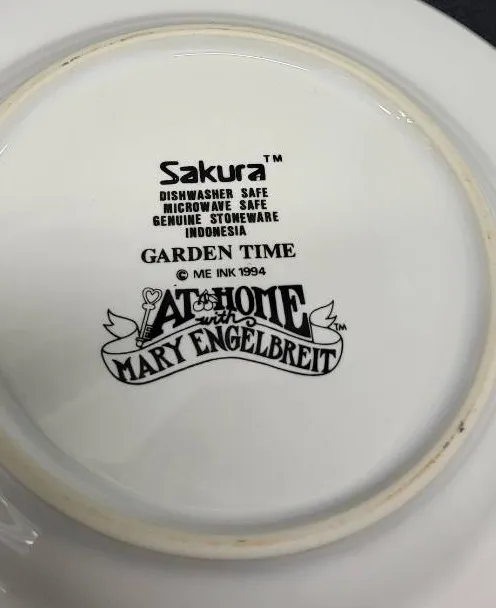 Sakura™
DISHWASHER SAFE
MICROWAVE SAFE
GENUINE STONEWARE
INDONESIA
GARDEN TIME
© ME INK 1994
AT HOME
with
MARY ENGELBREIT™